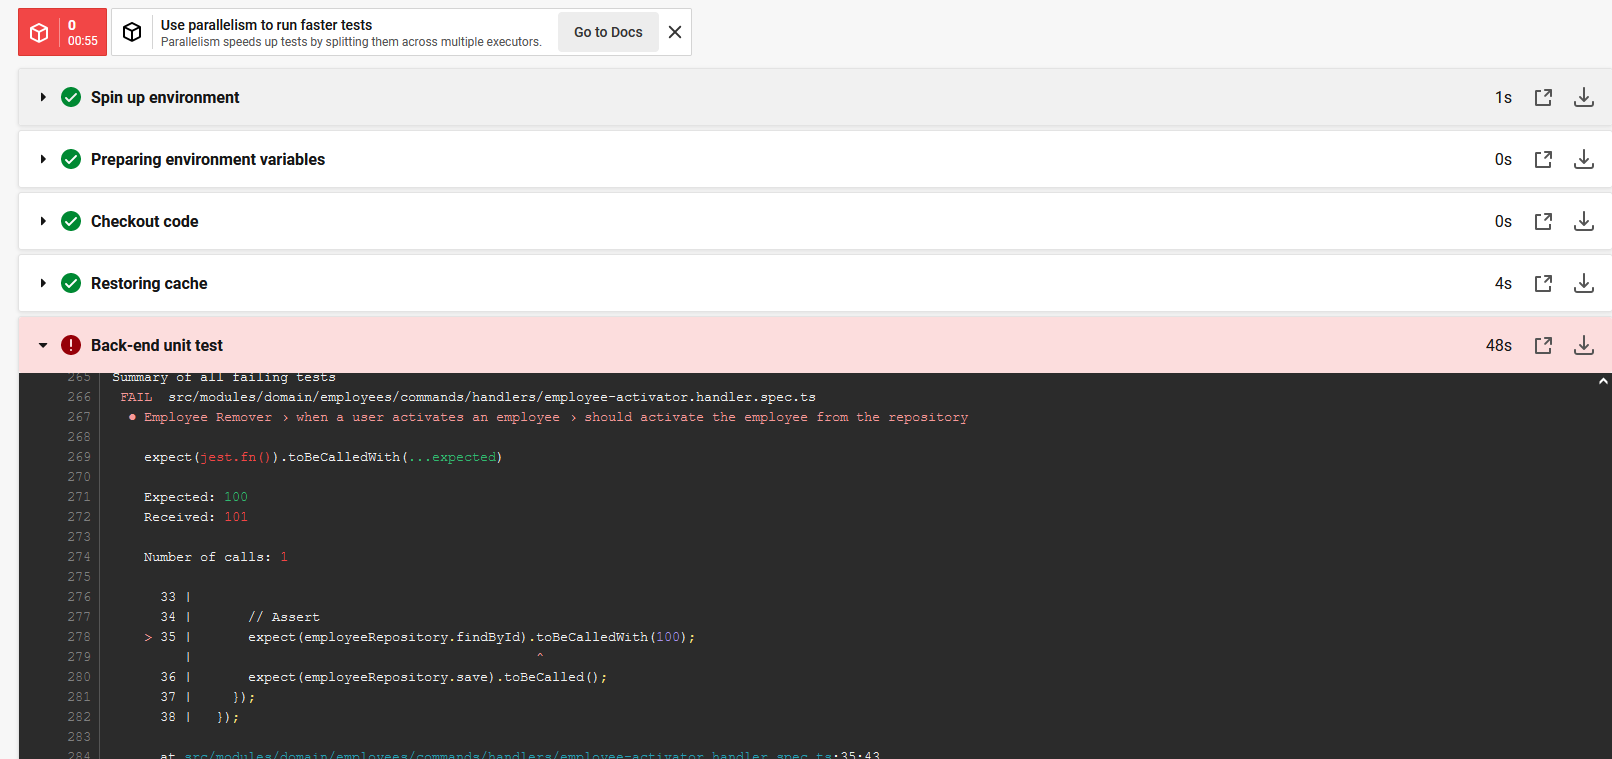 0
00:55
Use parallelism to run faster tests
Parallelism speeds up tests by splitting them across multiple executors.
Go to Docs
Spin up environment 1s
Preparing environment variables 0s
Checkout code 0s
Restoring cache 4s
Back-end unit test 48s
265 Summary of all failing tests
266 FAIL src/modules/domain/employees/commands/handlers/employee-activator.handler.spec.ts
267 ● Employee Remover › when a user activates an employee › should activate the employee from the repository
268
269 expect(jest.fn()).toBeCalledWith(...expected)
270
271 Expected: 100
272 Received: 101
273
274 Number of calls: 1
275
276 33 |
277 34 | // Assert
278 > 35 | expect(employeeRepository.findById).toBeCalledWith(100);
279 | ^
280 36 | expect(employeeRepository.save).toBeCalled();
281 37 | });
282 38 | });
283
284 at src/modules/domain/employees/commands/handlers/employee-activator.handler.spec.ts:35:43